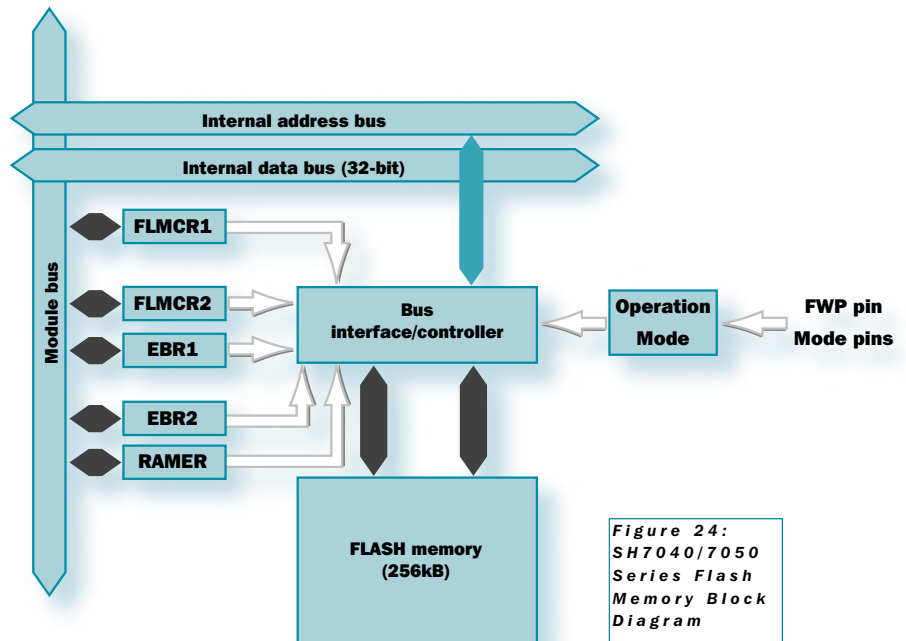 Internal address bus
Internal data bus (32-bit)
Module bus
FLMCR1
FLMCR2
EBR1
EBR2
RAMER
Bus
interface/controller
Operation
Mode
FWP pin
Mode pins
FLASH memory
(256kB)
Figure 24:
SH7040/7050
Series Flash
Memory Block
Diagram